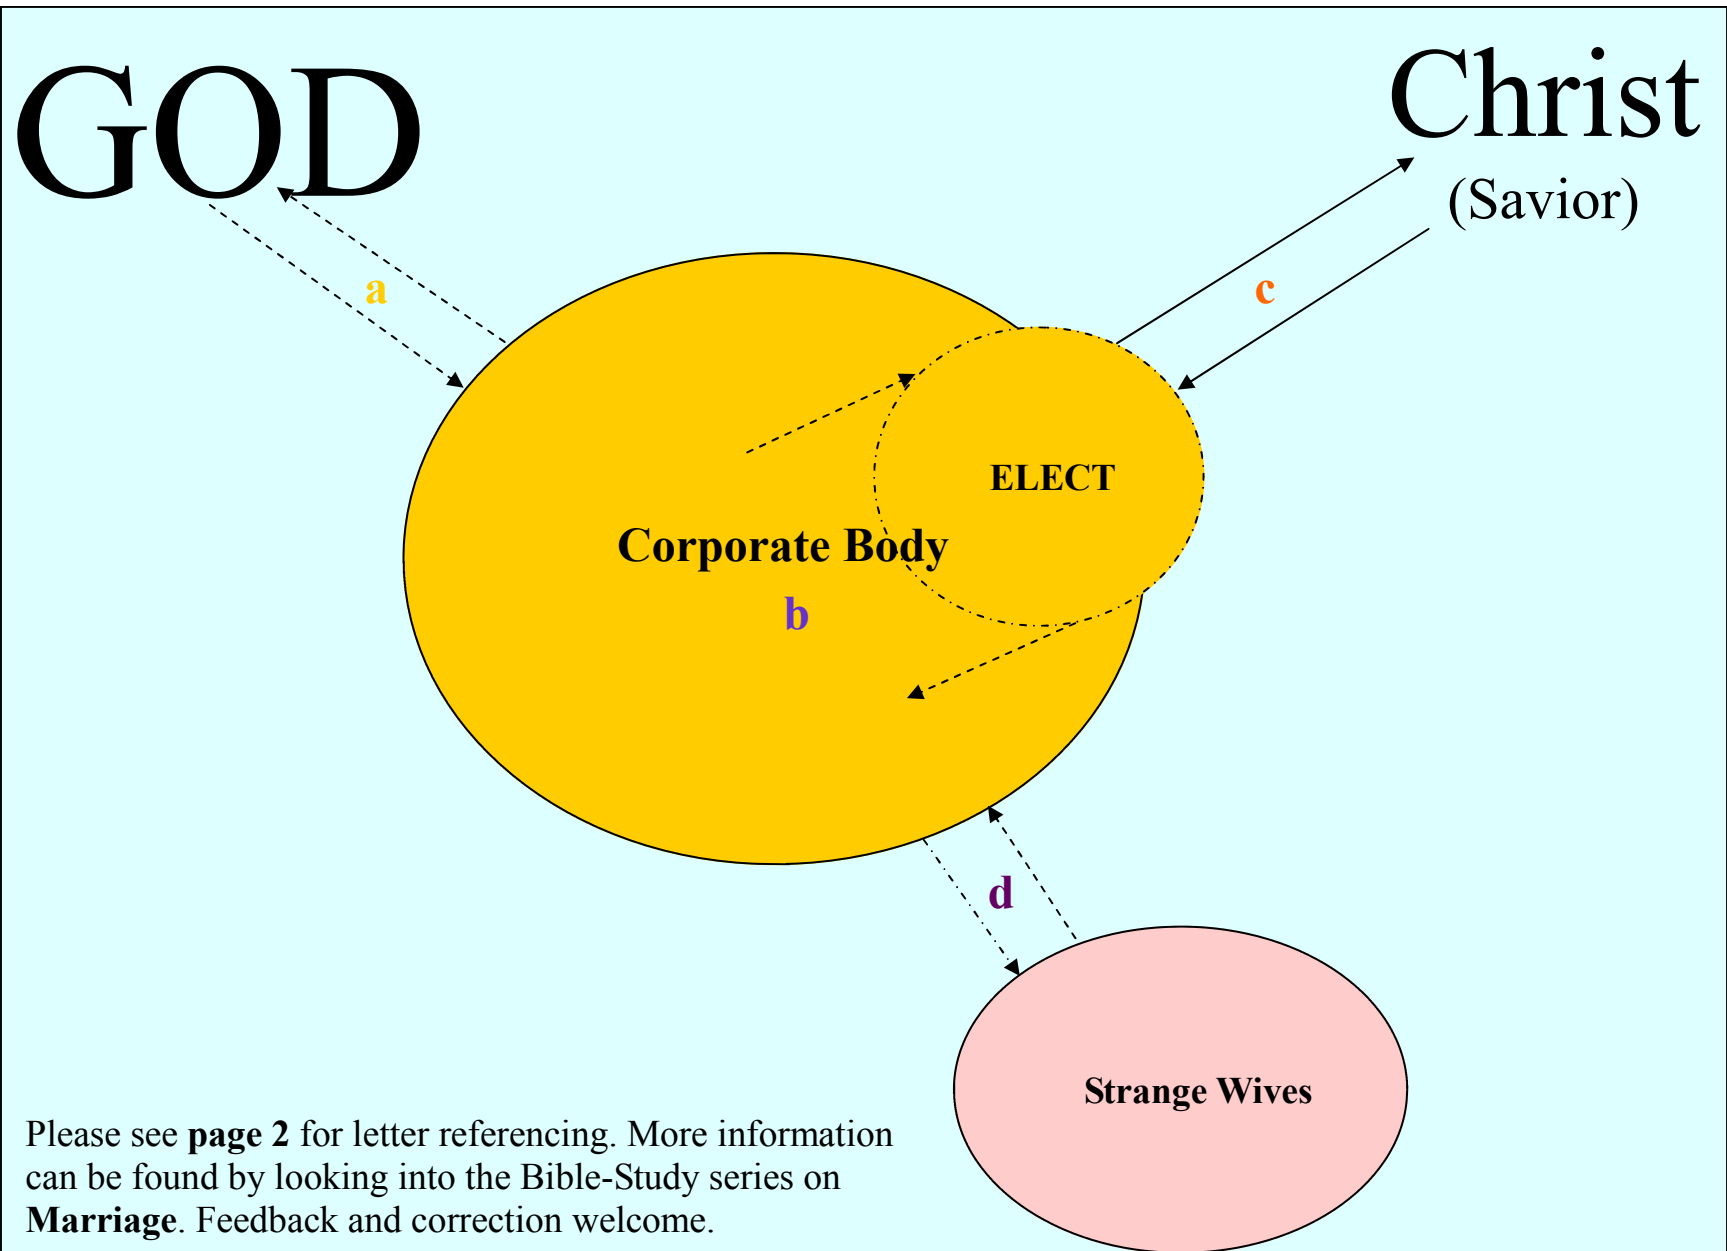 GOD
Christ
(Savior)
a
c
ELECT
Corporate Body
b
d
Strange Wives
Please see page 2 for letter referencing. More information
can be found by looking into the Bible-Study series on
Marriage. Feedback and correction welcome.